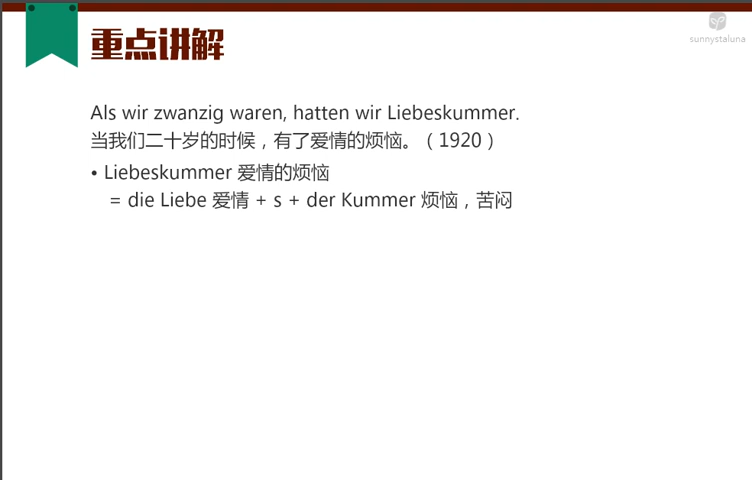 重点讲解
sunnystaluna
Als wir zwanzig waren, hatten wir Liebeskummer.
当我们二十岁的时候，有了爱情的烦恼。（1920）
• Liebeskummer 爱情的烦恼
= die Liebe 爱情 + s + der Kummer 烦恼，苦闷